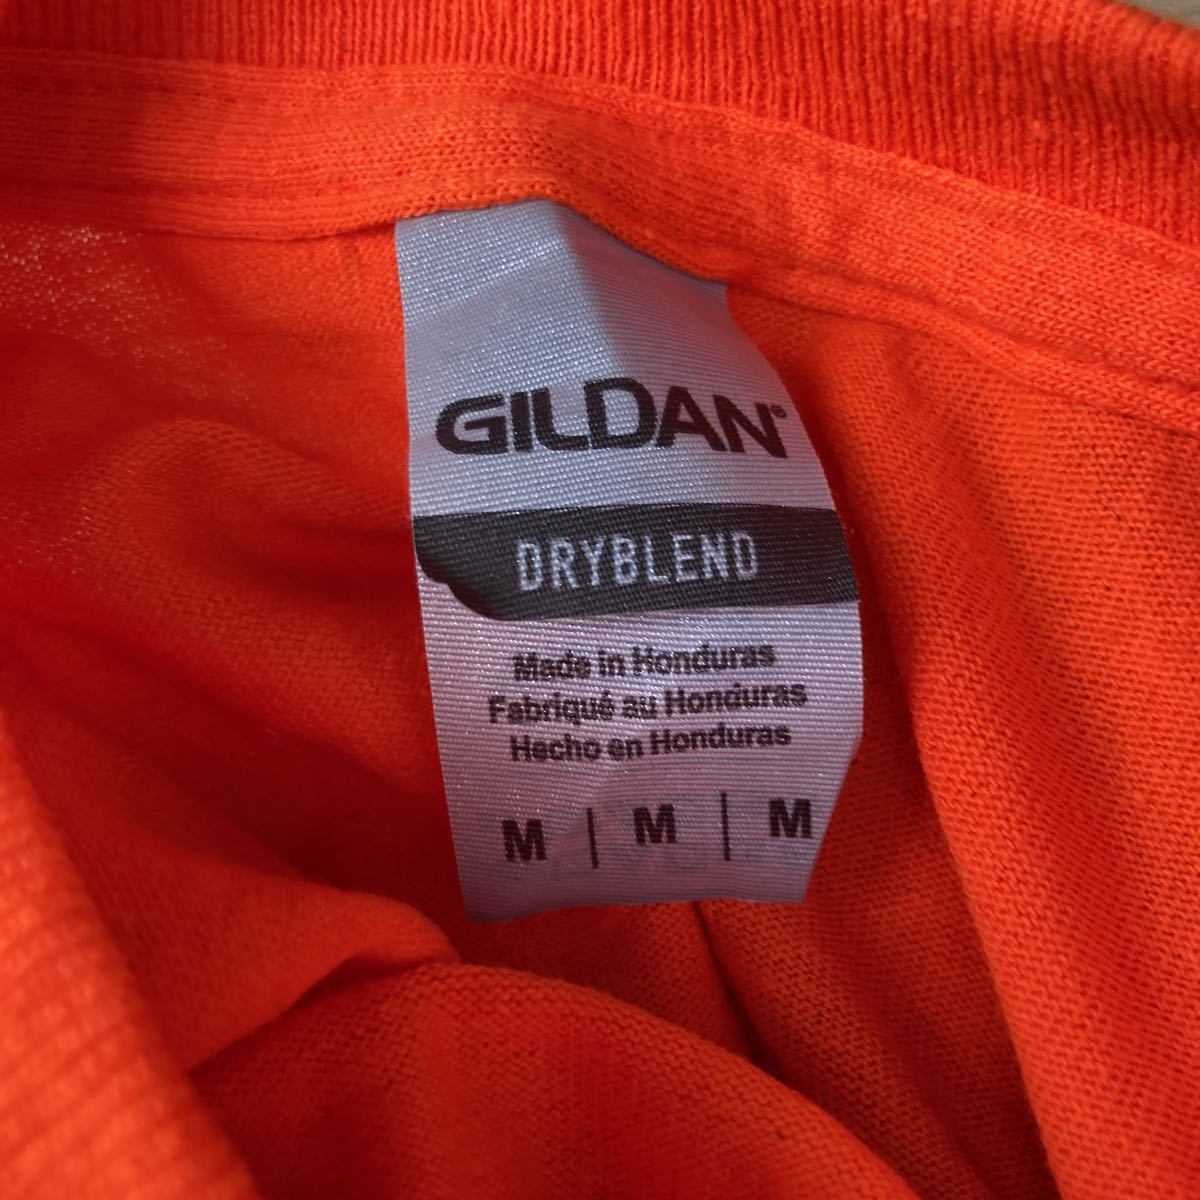 GILDAN®
DRYBLEND
Made in Honduras
Fabriqué au Honduras
Hecho en Honduras
M | M | M